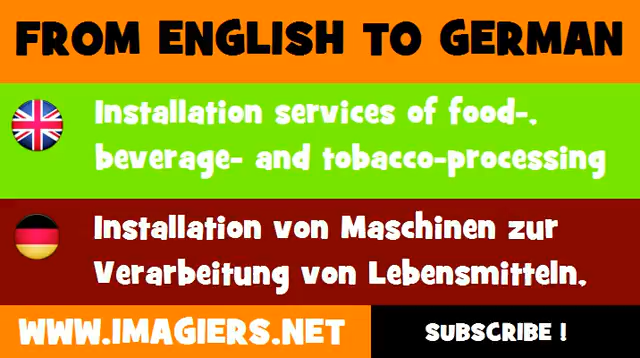 FROM ENGLISH TO GERMAN
Installation services of food-,
beverage- and tobacco-processing
Installation von Maschinen zur
Verarbeitung von Lebensmitteln,
WWW.IMAGIERS.NET
SUBSCRIBE !